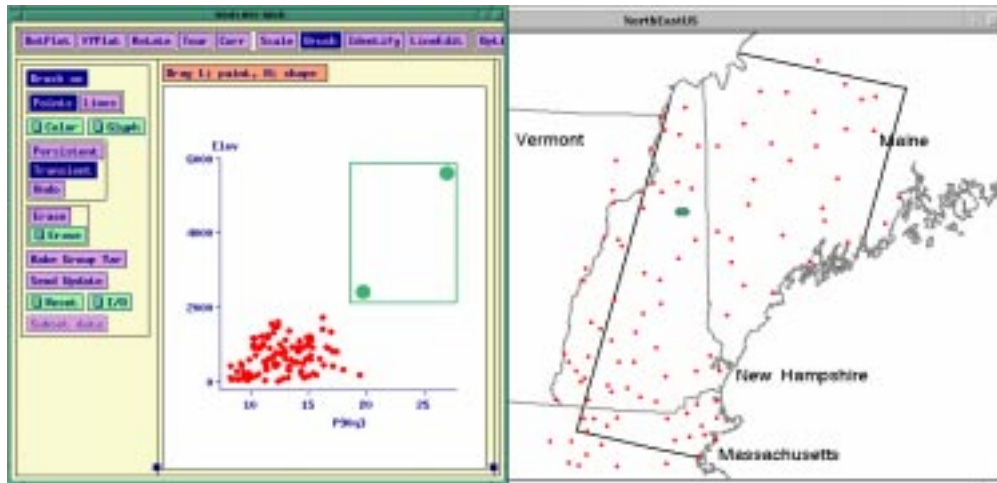 DotPlot XYPlot Rotate Tour Corr Scale Brush Identify LineEdit
NorthEastUS
Drag L: paint, M: shape
Brush on
Points Lines
Color Glyph
Persistent
Transient
Undo
Erase
Make Group Var
Send Update
Reset I/O
Subset data
Elev
6000
4000
2000
0
10 15 20 25
Vermont
Maine
New Hampshire
Massachusetts